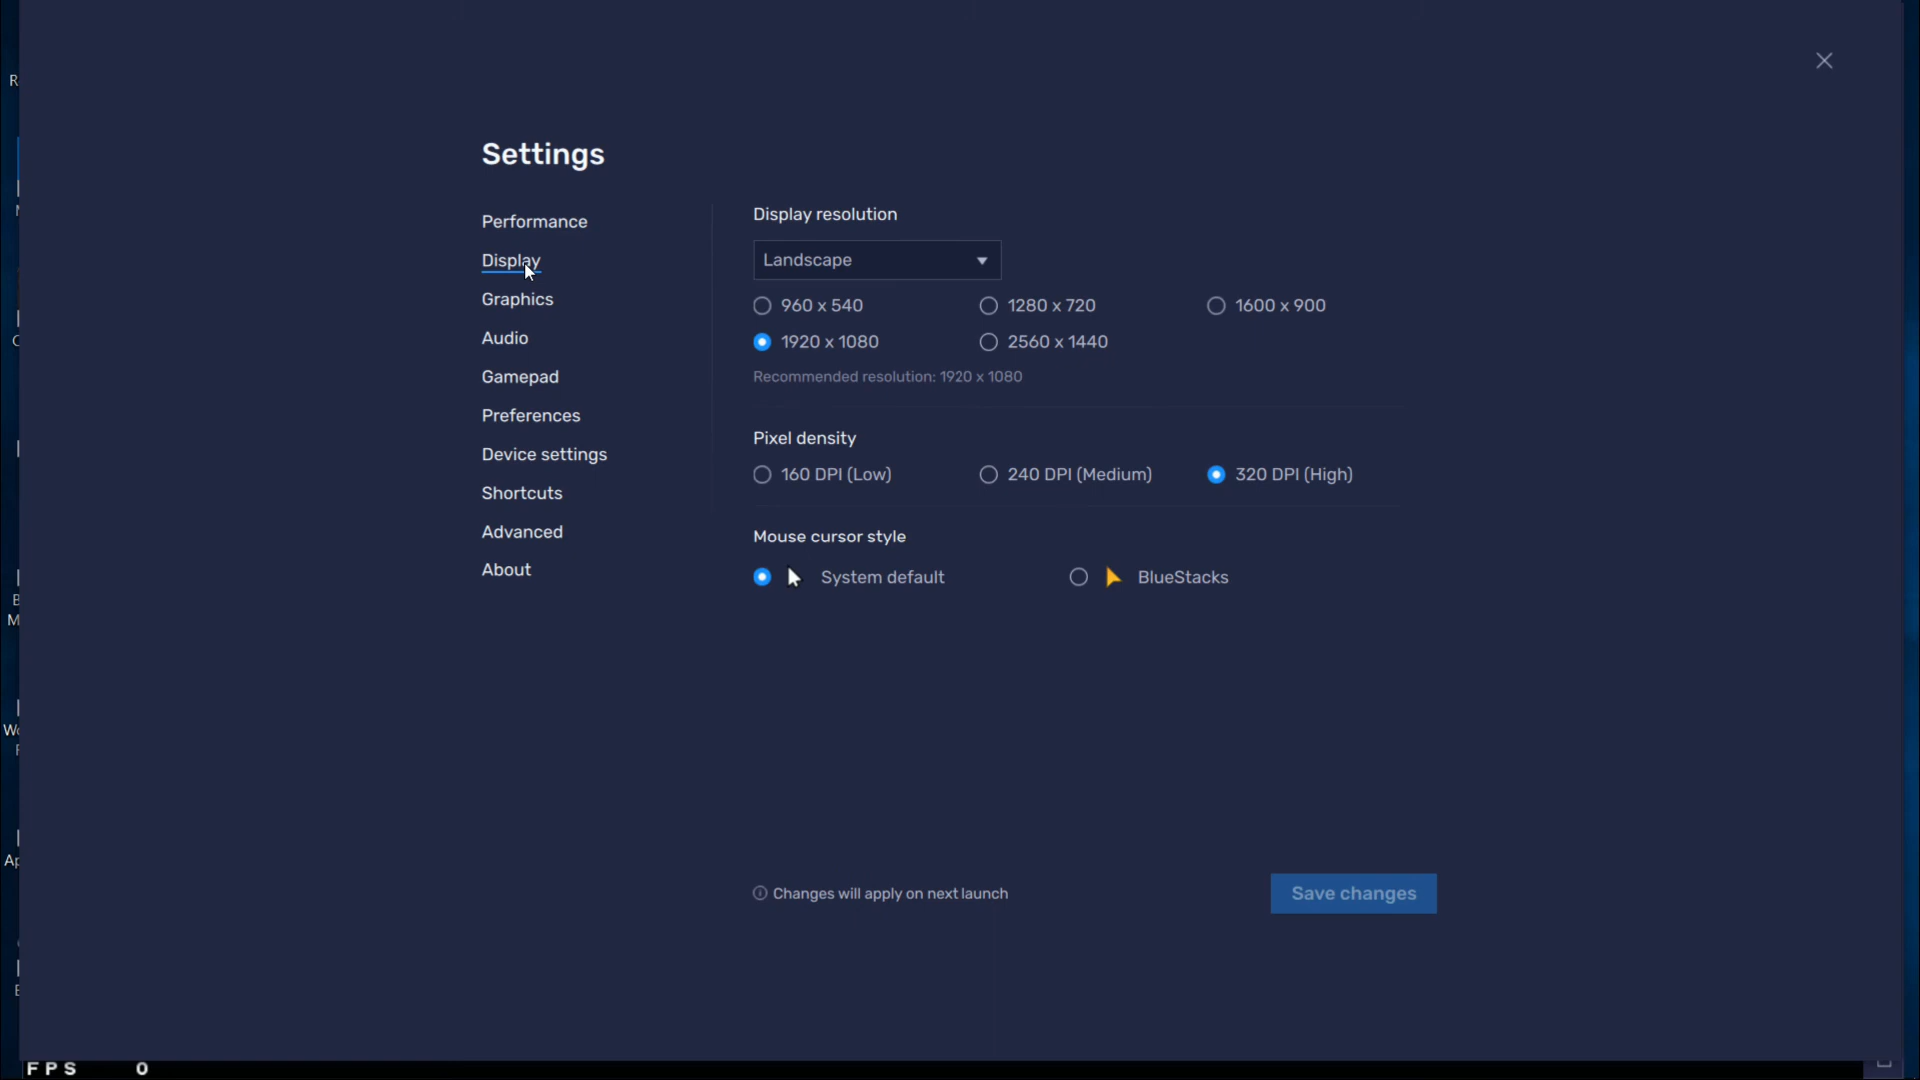 Settings
Performance
Display
Graphics
Audio
Gamepad
Preferences
Device settings
Shortcuts
Advanced
About
Display resolution
Landscape
960 x 540 1280 x 720 1600 x 900
1920 x 1080 2560 x 1440
Recommended resolution: 1920 x 1080
Pixel density
160 DPI (Low) 240 DPI (Medium) 320 DPI (High)
Mouse cursor style
System default BlueStacks
Changes will apply on next launch
Save changes
FPS 0